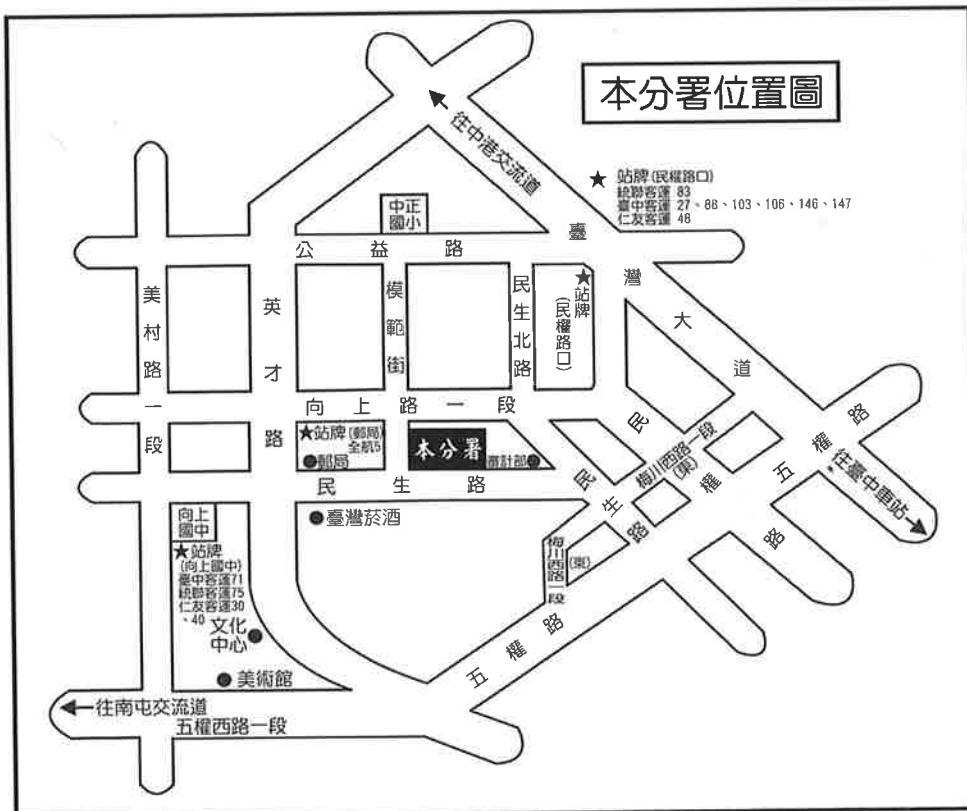 本分署位置圖
往中港交流道
站牌(民權路口)
統聯客運 83
臺中客運 27、88、103、106、146、147
仁友客運 48
中正
國小
公益路
臺灣大道
美村路一段
英才路
模範街
民生北路
站牌
(民權路口)
向上路一段
站牌(郵局)
全航5
郵局
本分署
審計部
民生路
民權路
梅川西路一段
(東)
五權路
往臺中車站
民生路
臺灣菸酒
向上
國中
站牌
(向上國中)
臺中客運71
統聯客運75
仁友客運30
、40
文化
中心
美術館
梅川西路一段
(東)
五權路
往南屯交流道
五權西路一段